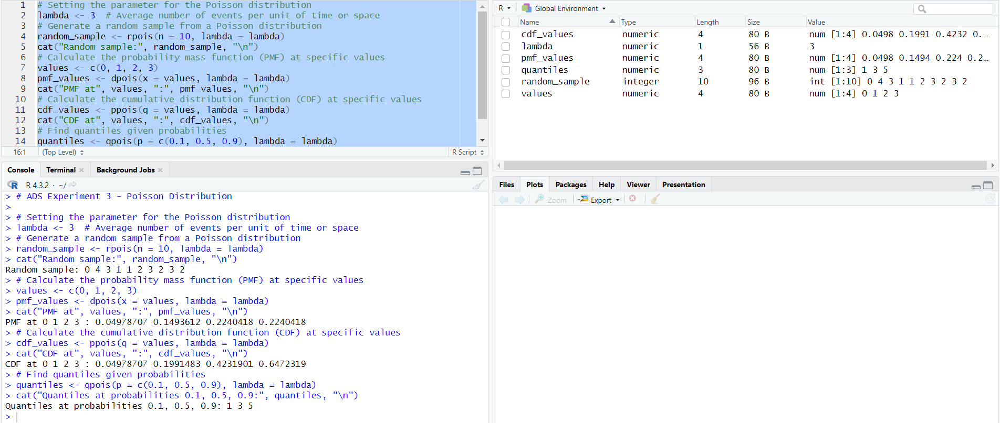 1 # Setting the parameter for the Poisson distribution
2 lambda <- 3  # Average number of events per unit of time or space
3 # Generate a random sample from a Poisson distribution
4 random_sample <- rpois(n = 10, lambda = lambda)
5 cat("Random sample:", random_sample, "\n")
6 # Calculate the probability mass function (PMF) at specific values
7 values <- c(0, 1, 2, 3)
8 pmf_values <- dpois(x = values, lambda = lambda)
9 cat("PMF at", values, ":", pmf_values, "\n")
10 # Calculate the cumulative distribution function (CDF) at specific values
11 cdf_values <- ppois(q = values, lambda = lambda)
12 cat("CDF at", values, ":", cdf_values, "\n")
13 # Find quantiles given probabilities
14 quantiles <- qpois(p = c(0.1, 0.5, 0.9), lambda = lambda)
16:1 (Top Level) R Script
Console Terminal Background Jobs
R R 4.3.2 · ~/
> # ADS Experiment 3 - Poisson Distribution
>
> # Setting the parameter for the Poisson distribution
> lambda <- 3  # Average number of events per unit of time or space
> # Generate a random sample from a Poisson distribution
> random_sample <- rpois(n = 10, lambda = lambda)
> cat("Random sample:", random_sample, "\n")
Random sample: 0 4 3 1 1 2 3 2 3 2
> # Calculate the probability mass function (PMF) at specific values
> values <- c(0, 1, 2, 3)
> pmf_values <- dpois(x = values, lambda = lambda)
> cat("PMF at", values, ":", pmf_values, "\n")
PMF at 0 1 2 3 : 0.04978707 0.1493612 0.2240418 0.2240418
> # Calculate the cumulative distribution function (CDF) at specific values
> cdf_values <- ppois(q = values, lambda = lambda)
> cat("CDF at", values, ":", cdf_values, "\n")
CDF at 0 1 2 3 : 0.04978707 0.1991483 0.4231901 0.6472319
> # Find quantiles given probabilities
> quantiles <- qpois(p = c(0.1, 0.5, 0.9), lambda = lambda)
> cat("Quantiles at probabilities 0.1, 0.5, 0.9:", quantiles, "\n")
Quantiles at probabilities 0.1, 0.5, 0.9: 1 3 5
>
R Global Environment
Name Type Length Size Value
cdf_values numeric 4 80 B num [1:4] 0.0498 0.1991 0.4232 0.…
lambda numeric 1 56 B 3
pmf_values numeric 4 80 B num [1:4] 0.0498 0.1494 0.224 0.2…
quantiles numeric 3 80 B num [1:3] 1 3 5
random_sample integer 10 96 B int [1:10] 0 4 3 1 1 2 3 2 3 2
values numeric 4 80 B num [1:4] 0 1 2 3
Files Plots Packages Help Viewer Presentation
Zoom Export